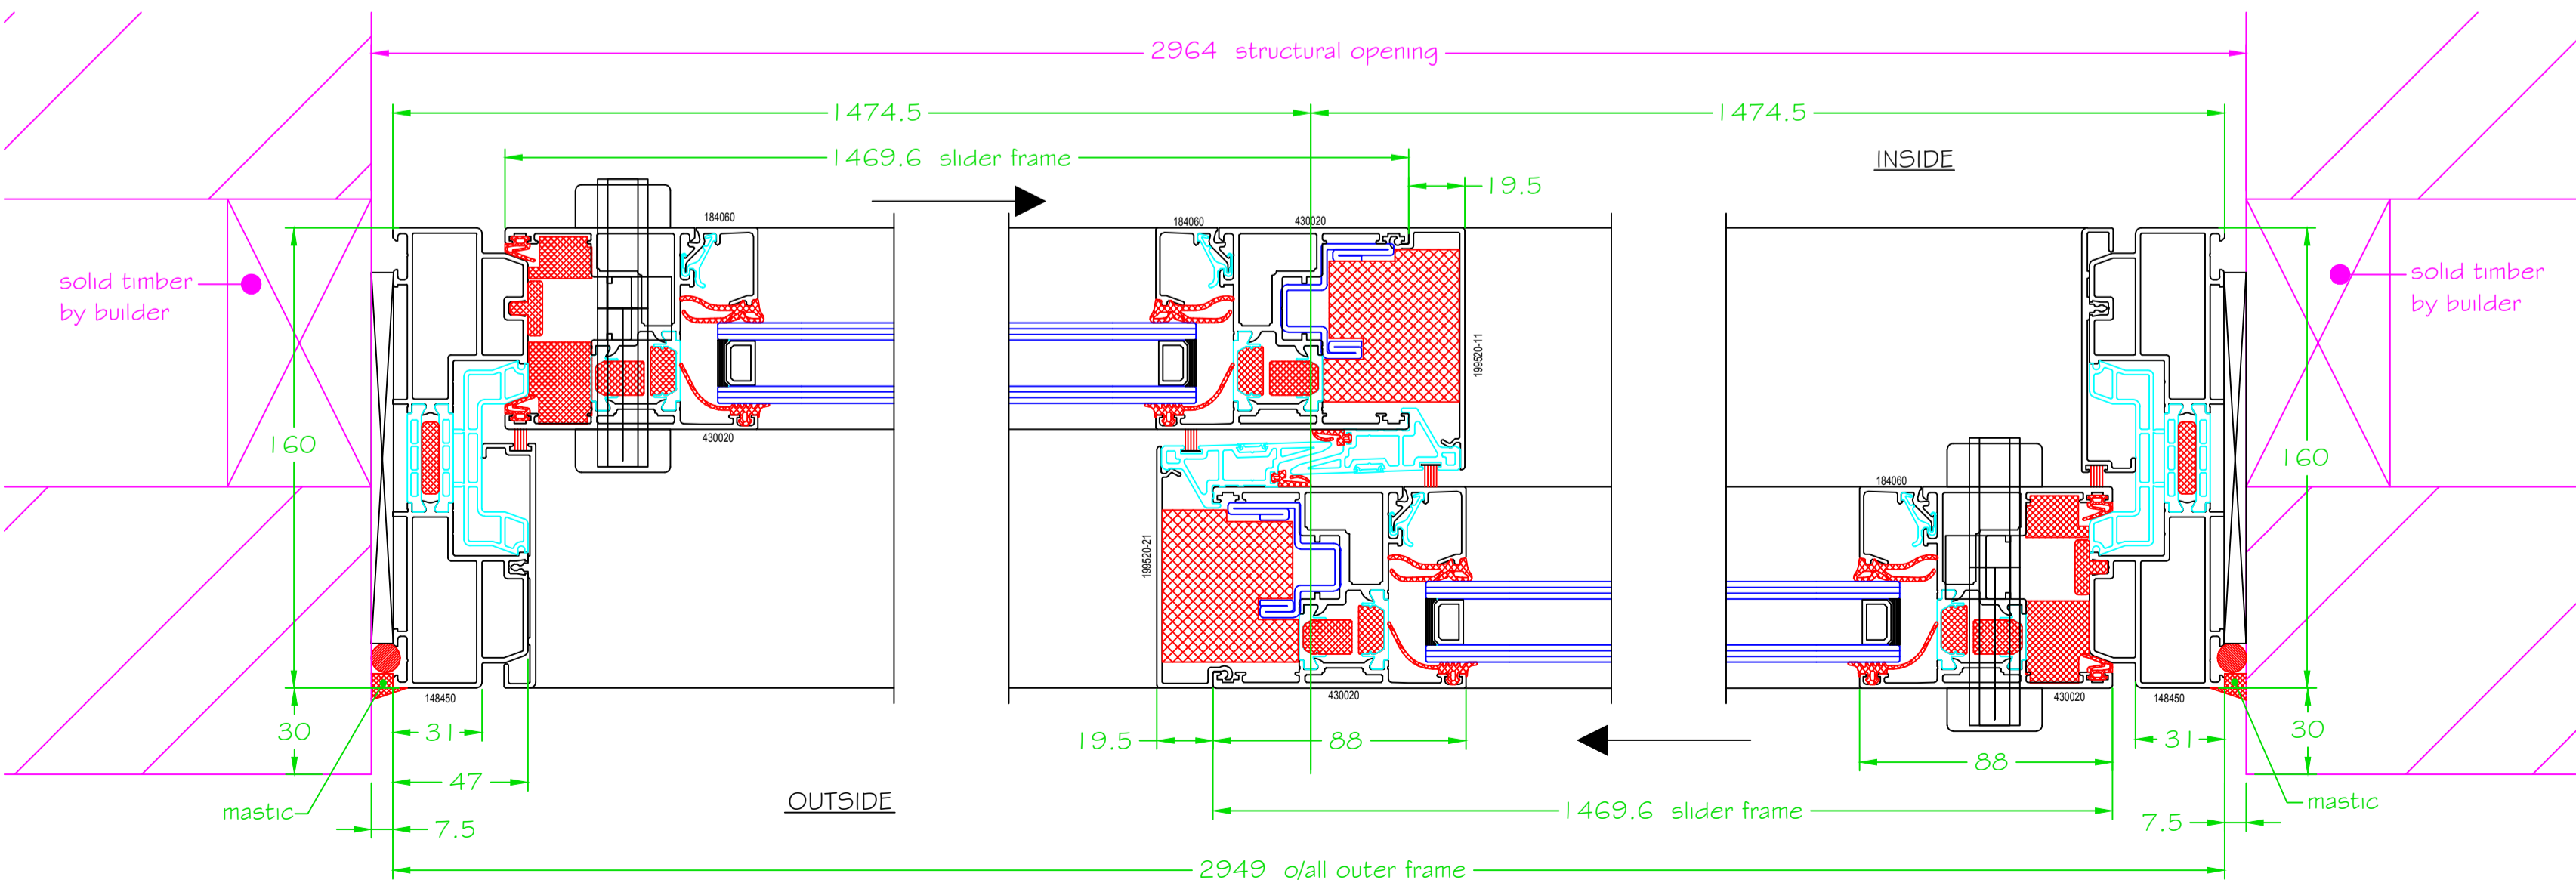 2964 structural opening
1474.5
1474.5
1469.6 slider frame
INSIDE
19.5
184060
184060
430020
solid timber
by builder
solid timber
by builder
199520-11
160
430020
160
184060
199520-21
148450
430020
430020
148450
30
31
19.5
88
31
30
47
88
mastic
OUTSIDE
1469.6 slider frame
mastic
7.5
7.5
2949 o/all outer frame